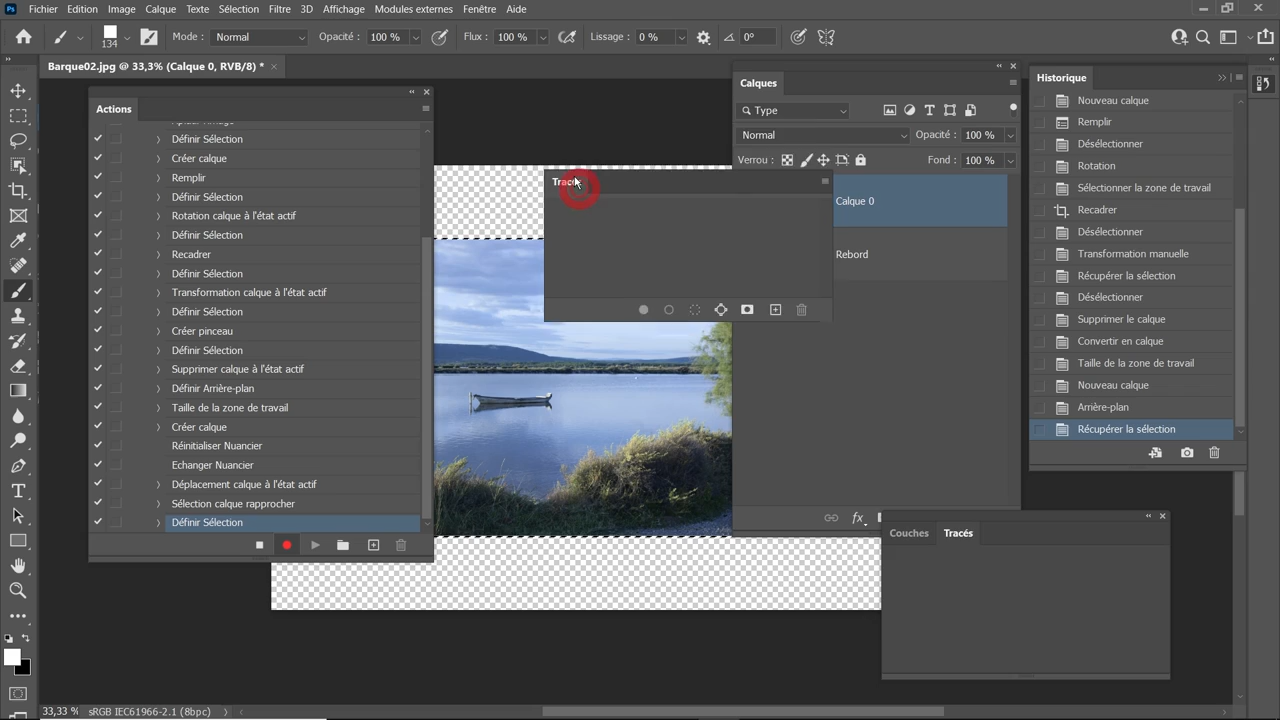 Fichier Edition Image Calque Texte Sélection Filtre 3D Affichage Modules externes Fenêtre Aide
134 Mode : Normal Opacité : 100 % Flux : 100 % Lissage : 0 % 0°
Barque02.jpg @ 33,3% (Calque 0, RVB/8) *
Actions
Définir Sélection
Créer calque
Remplir
Définir Sélection
Rotation calque à l'état actif
Définir Sélection
Recadrer
Définir Sélection
Transformation calque à l'état actif
Définir Sélection
Créer pinceau
Définir Sélection
Supprimer calque à l'état actif
Définir Arrière-plan
Taille de la zone de travail
Créer calque
Réinitialiser Nuancier
Echanger Nuancier
Déplacement calque à l'état actif
Sélection calque rapprocher
Définir Sélection
Calques
Type
Normal Opacité : 100 %
Verrou : Fond : 100 %
Calque 0
Rebord
fx
Couches Tracés
Historique
Nouveau calque
Remplir
Désélectionner
Rotation
Sélectionner la zone de travail
Recadrer
Désélectionner
Transformation manuelle
Récupérer la sélection
Désélectionner
Supprimer le calque
Convertir en calque
Taille de la zone de travail
Nouveau calque
Arrière-plan
Récupérer la sélection
33,33 % sRGB IEC61966-2.1 (8bpc)